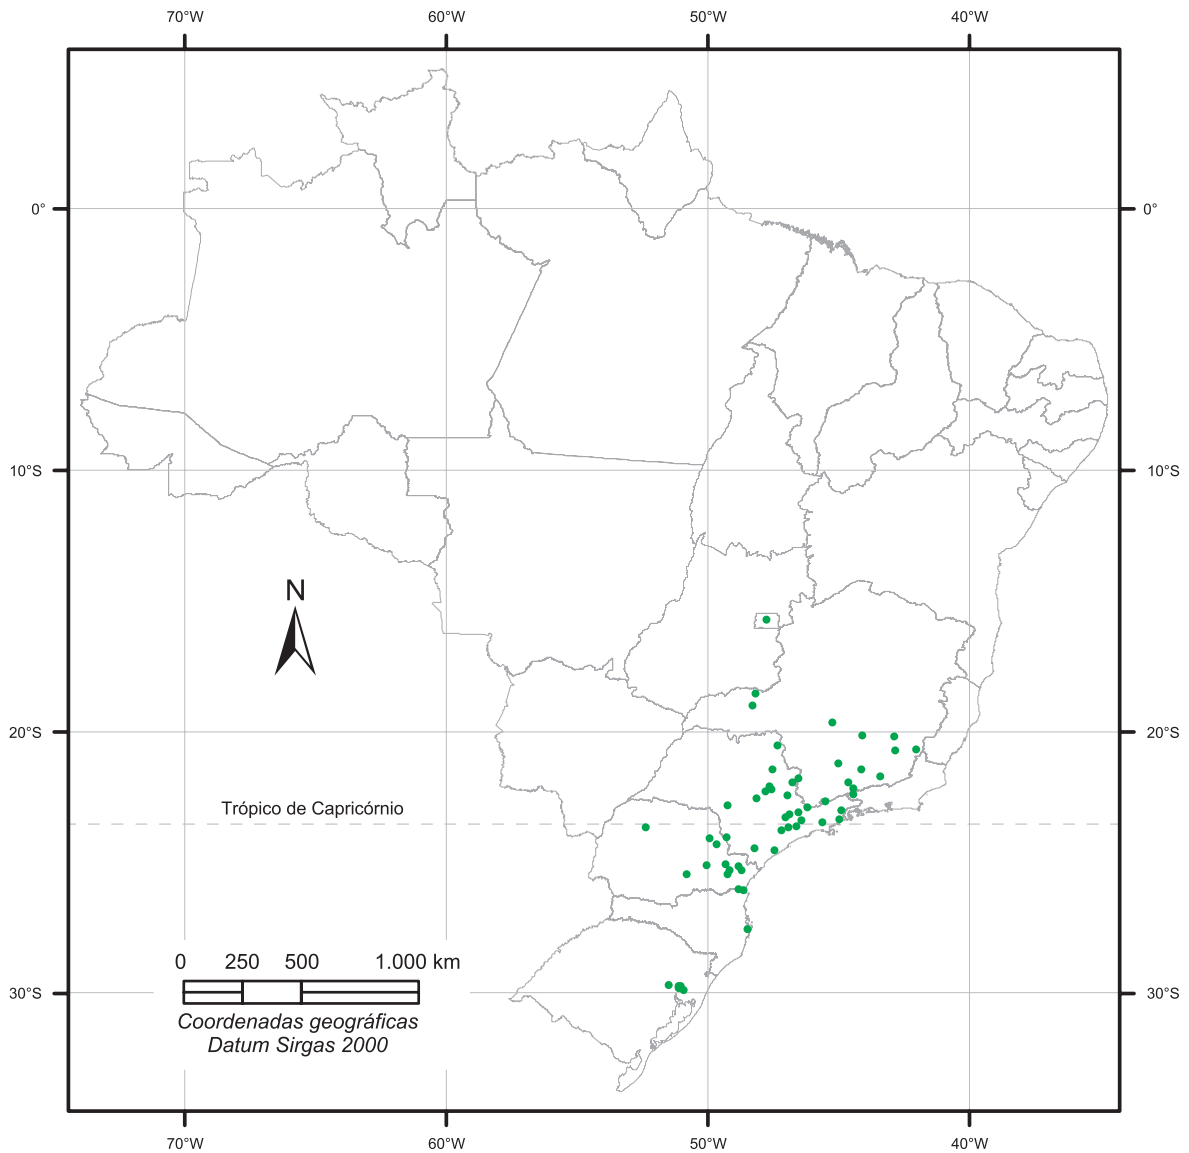 70°W 60°W 50°W 40°W
0° 0°
10°S 10°S
N
20°S 20°S
Trópico de Capricórnio
0 250 500 1.000 km
30°S 30°S
Coordenadas geográficas
Datum Sirgas 2000
70°W 60°W 50°W 40°W